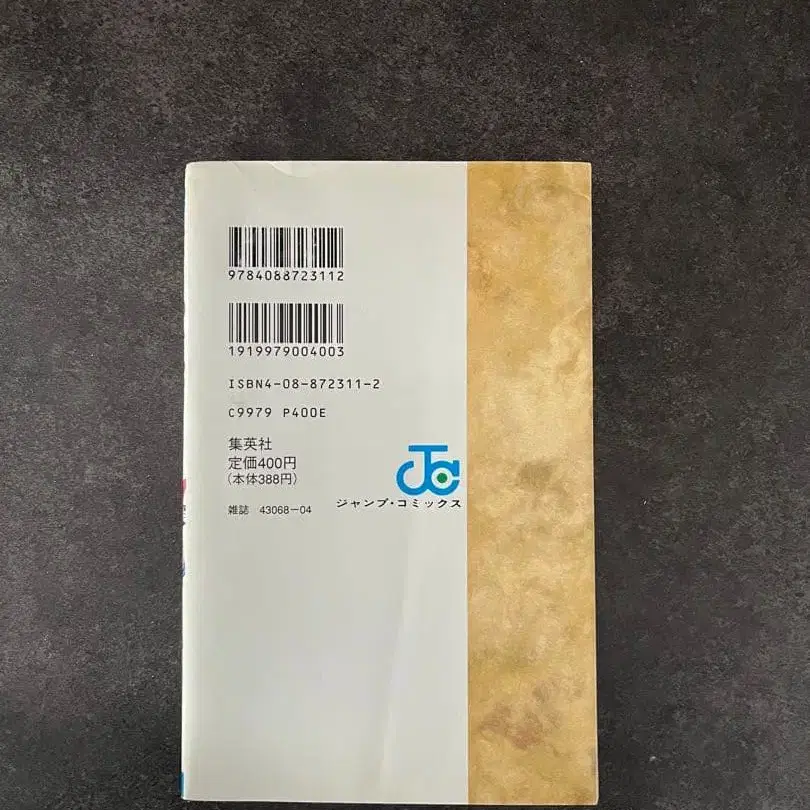 9784088723112
1919979004003
ISBN4-08-872311-2
C9979 P400E
集英社
定価400円
(本体388円)
雑誌 43068-04
ジャンプ・コミックス